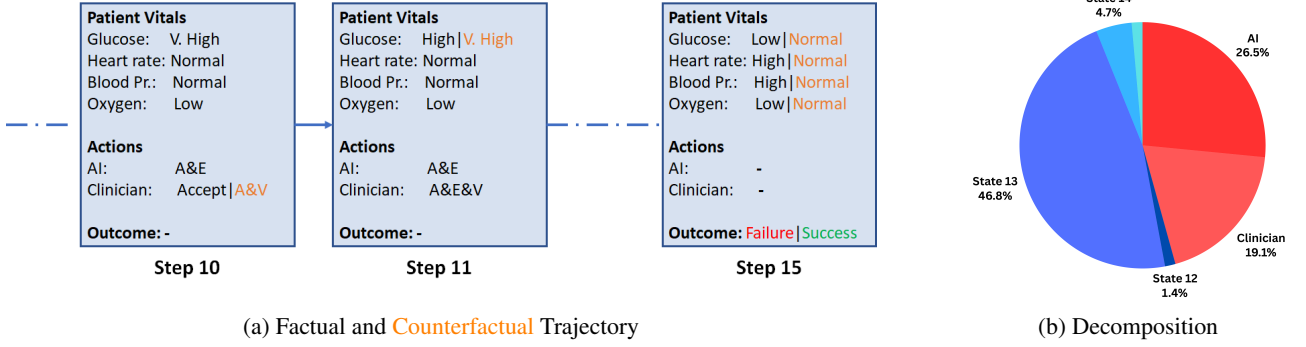 Patient Vitals
Glucose: V. High
Heart rate: Normal
Blood Pr.: Normal
Oxygen: Low
Actions
AI: A&E
Clinician: Accept|A&V
Outcome: -
Step 10
Patient Vitals
Glucose: High|V. High
Heart rate: Normal
Blood Pr.: Normal
Oxygen: Low
Actions
AI: A&E
Clinician: A&E&V
Outcome: -
Step 11
Patient Vitals
Glucose: Low|Normal
Heart rate: High|Normal
Blood Pr.: High|Normal
Oxygen: Low|Normal
Actions
AI: -
Clinician: -
Outcome: Failure|Success
Step 15
(a) Factual and Counterfactual Trajectory
State 14
4.7%
AI
26.5%
State 13
46.8%
Clinician
19.1%
State 12
1.4%
(b) Decomposition